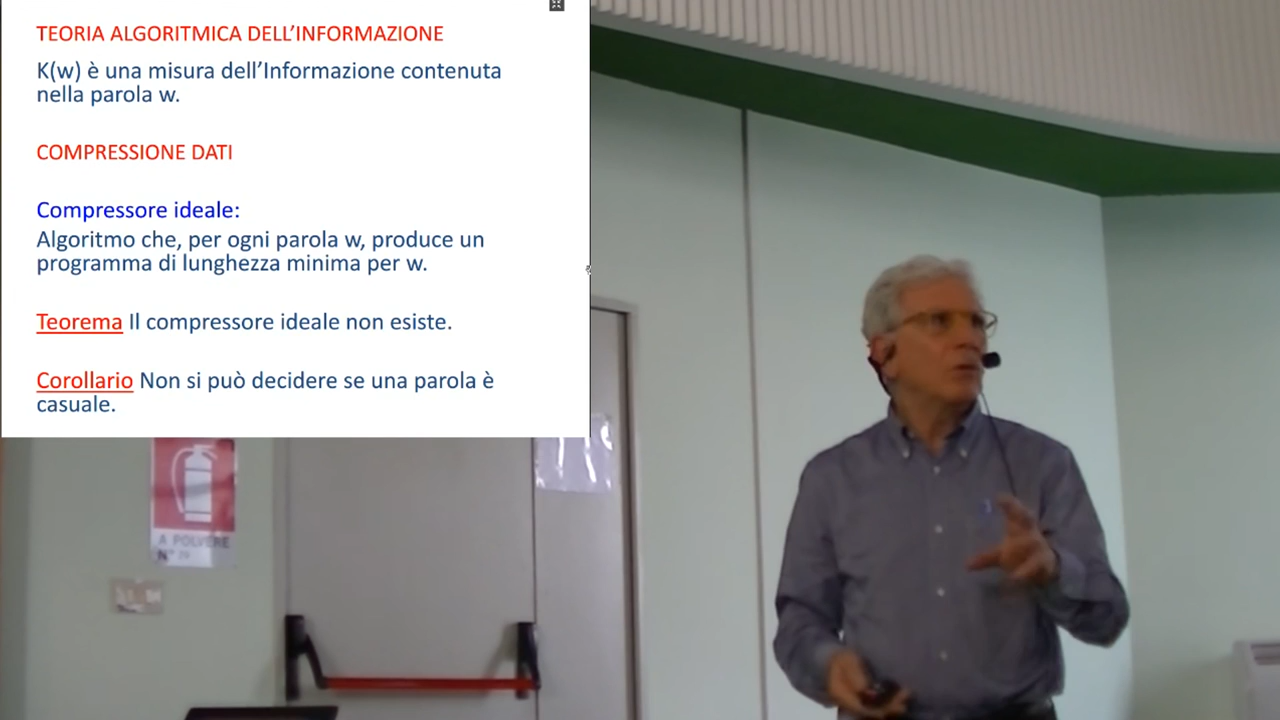 TEORIA ALGORITMICA DELL'INFORMAZIONE
K(w) è una misura dell'Informazione contenuta
nella parola w.
COMPRESSIONE DATI
Compressore ideale:
Algoritmo che, per ogni parola w, produce un
programma di lunghezza minima per w.
Teorema Il compressore ideale non esiste.
Corollario Non si può decidere se una parola è
casuale.
A POLVERE
N°